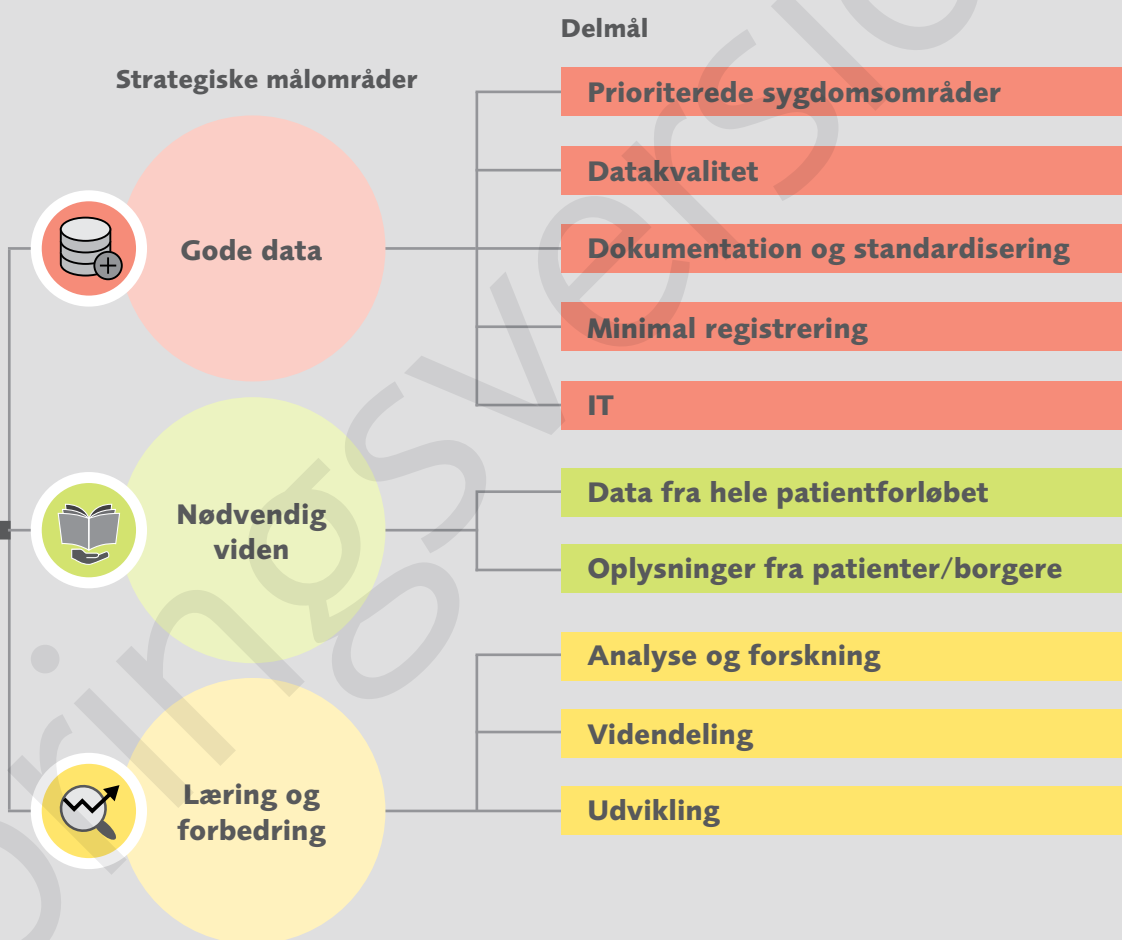 Delmål
Strategiske målområder
Gode data
Prioriterede sygdomsområder
Datakvalitet
Dokumentation og standardisering
Minimal registrering
IT
Nødvendig
viden
Data fra hele patientforløbet
Oplysninger fra patienter/borgere
Læring og
forbedring
Analyse og forskning
Videndeling
Udvikling
ringsversio